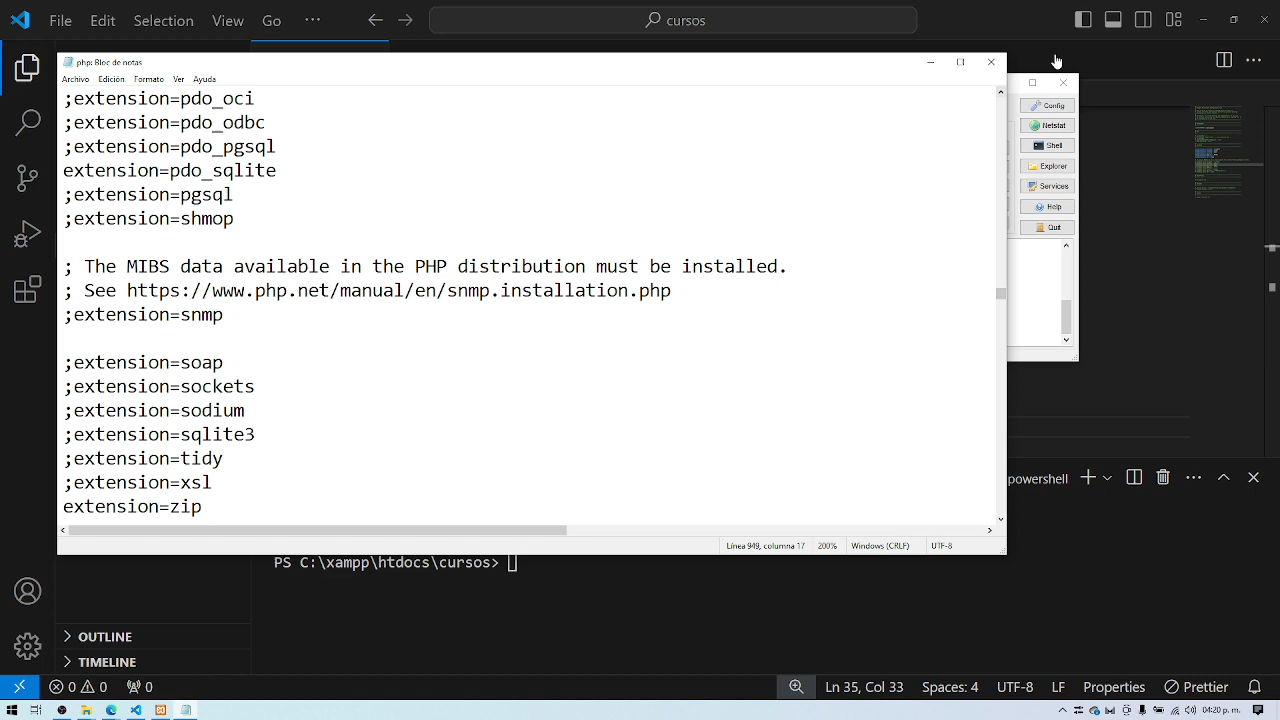 File Edit Selection View Go ···
cursos
php: Bloc de notas
Archivo Edición Formato Ver Ayuda
;extension=pdo_oci
;extension=pdo_odbc
;extension=pdo_pgsql
extension=pdo_sqlite
;extension=pgsql
;extension=shmop
; The MIBS data available in the PHP distribution must be installed.
; See https://www.php.net/manual/en/snmp.installation.php
;extension=snmp
;extension=soap
;extension=sockets
;extension=sodium
;extension=sqlite3
;extension=tidy
;extension=xsl
extension=zip
Línea 949, columna 17 200% Windows (CRLF) UTF-8
Config
Netstat
Shell
Explorer
Services
Help
Quit
powershell
PS C:\xampp\htdocs\cursos>
OUTLINE
TIMELINE
0 0 0 Ln 35, Col 33 Spaces: 4 UTF-8 LF Properties Prettier
04:20 p. m.